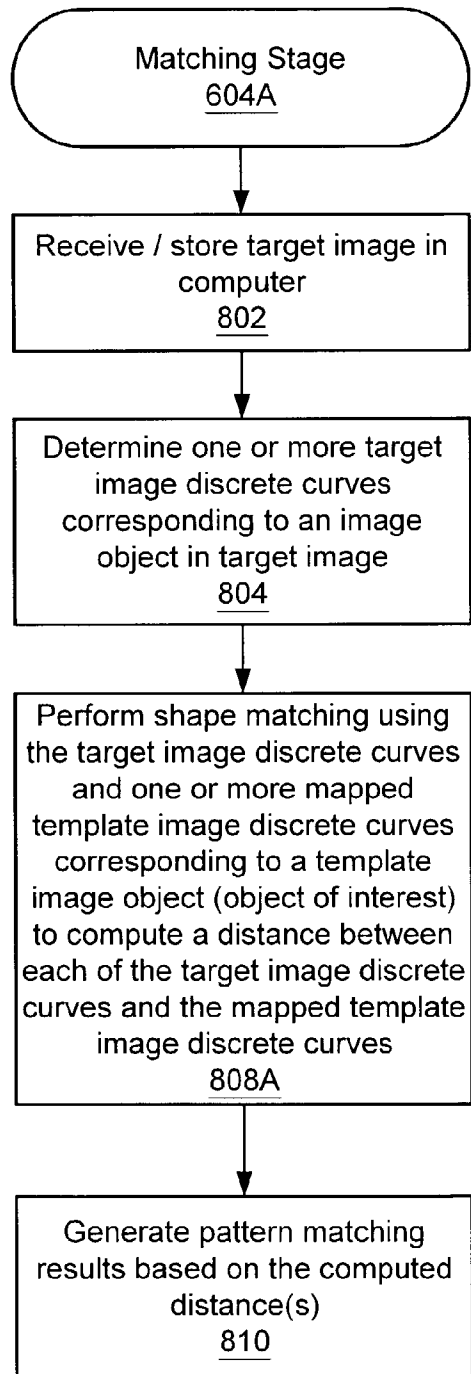 Matching Stage
604A
Receive / store target image in
computer
802
Determine one or more target
image discrete curves
corresponding to an image
object in target image
804
Perform shape matching using
the target image discrete curves
and one or more mapped
template image discrete curves
corresponding to a template
image object (object of interest)
to compute a distance between
each of the target image discrete
curves and the mapped template
image discrete curves
808A
Generate pattern matching
results based on the computed
distance(s)
810